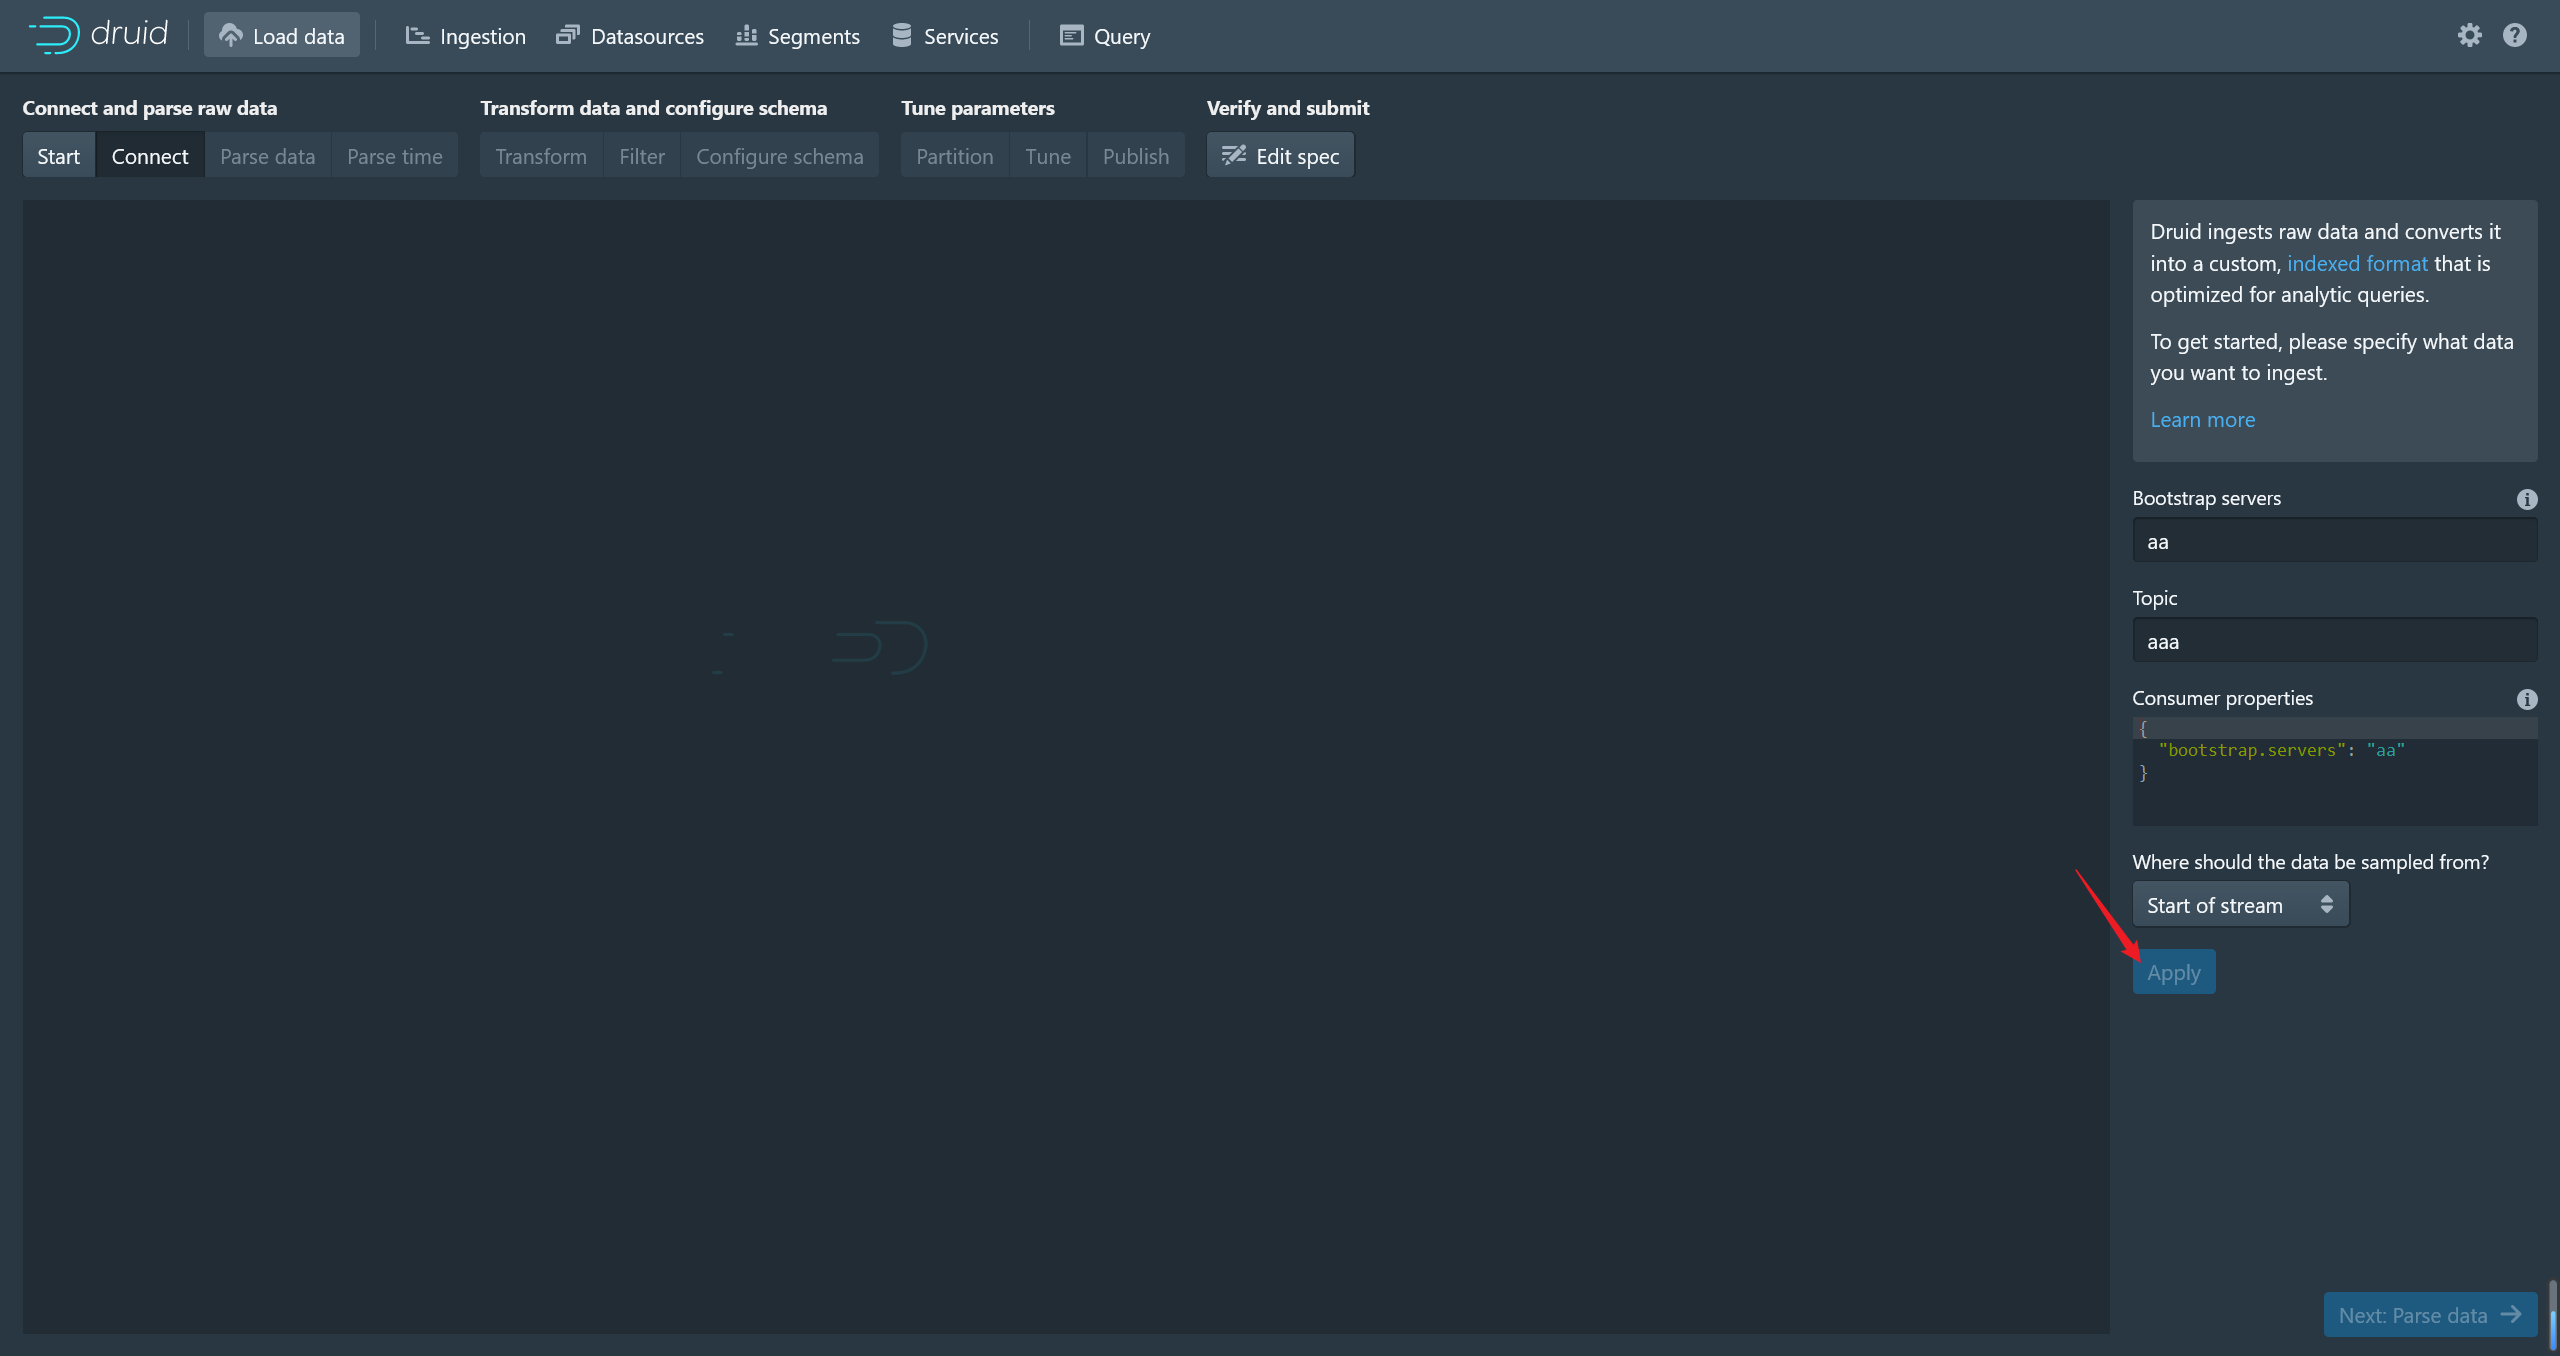 druid Load data Ingestion Datasources Segments Services Query
Connect and parse raw data Transform data and configure schema Tune parameters Verify and submit
Start Connect Parse data Parse time Transform Filter Configure schema Partition Tune Publish Edit spec
Druid ingests raw data and converts it
into a custom, indexed format that is
optimized for analytic queries.
To get started, please specify what data
you want to ingest.
Learn more
Bootstrap servers
aa
Topic
aaa
Consumer properties
{
"bootstrap.servers": "aa"
}
Where should the data be sampled from?
Start of stream
Apply
Next: Parse data